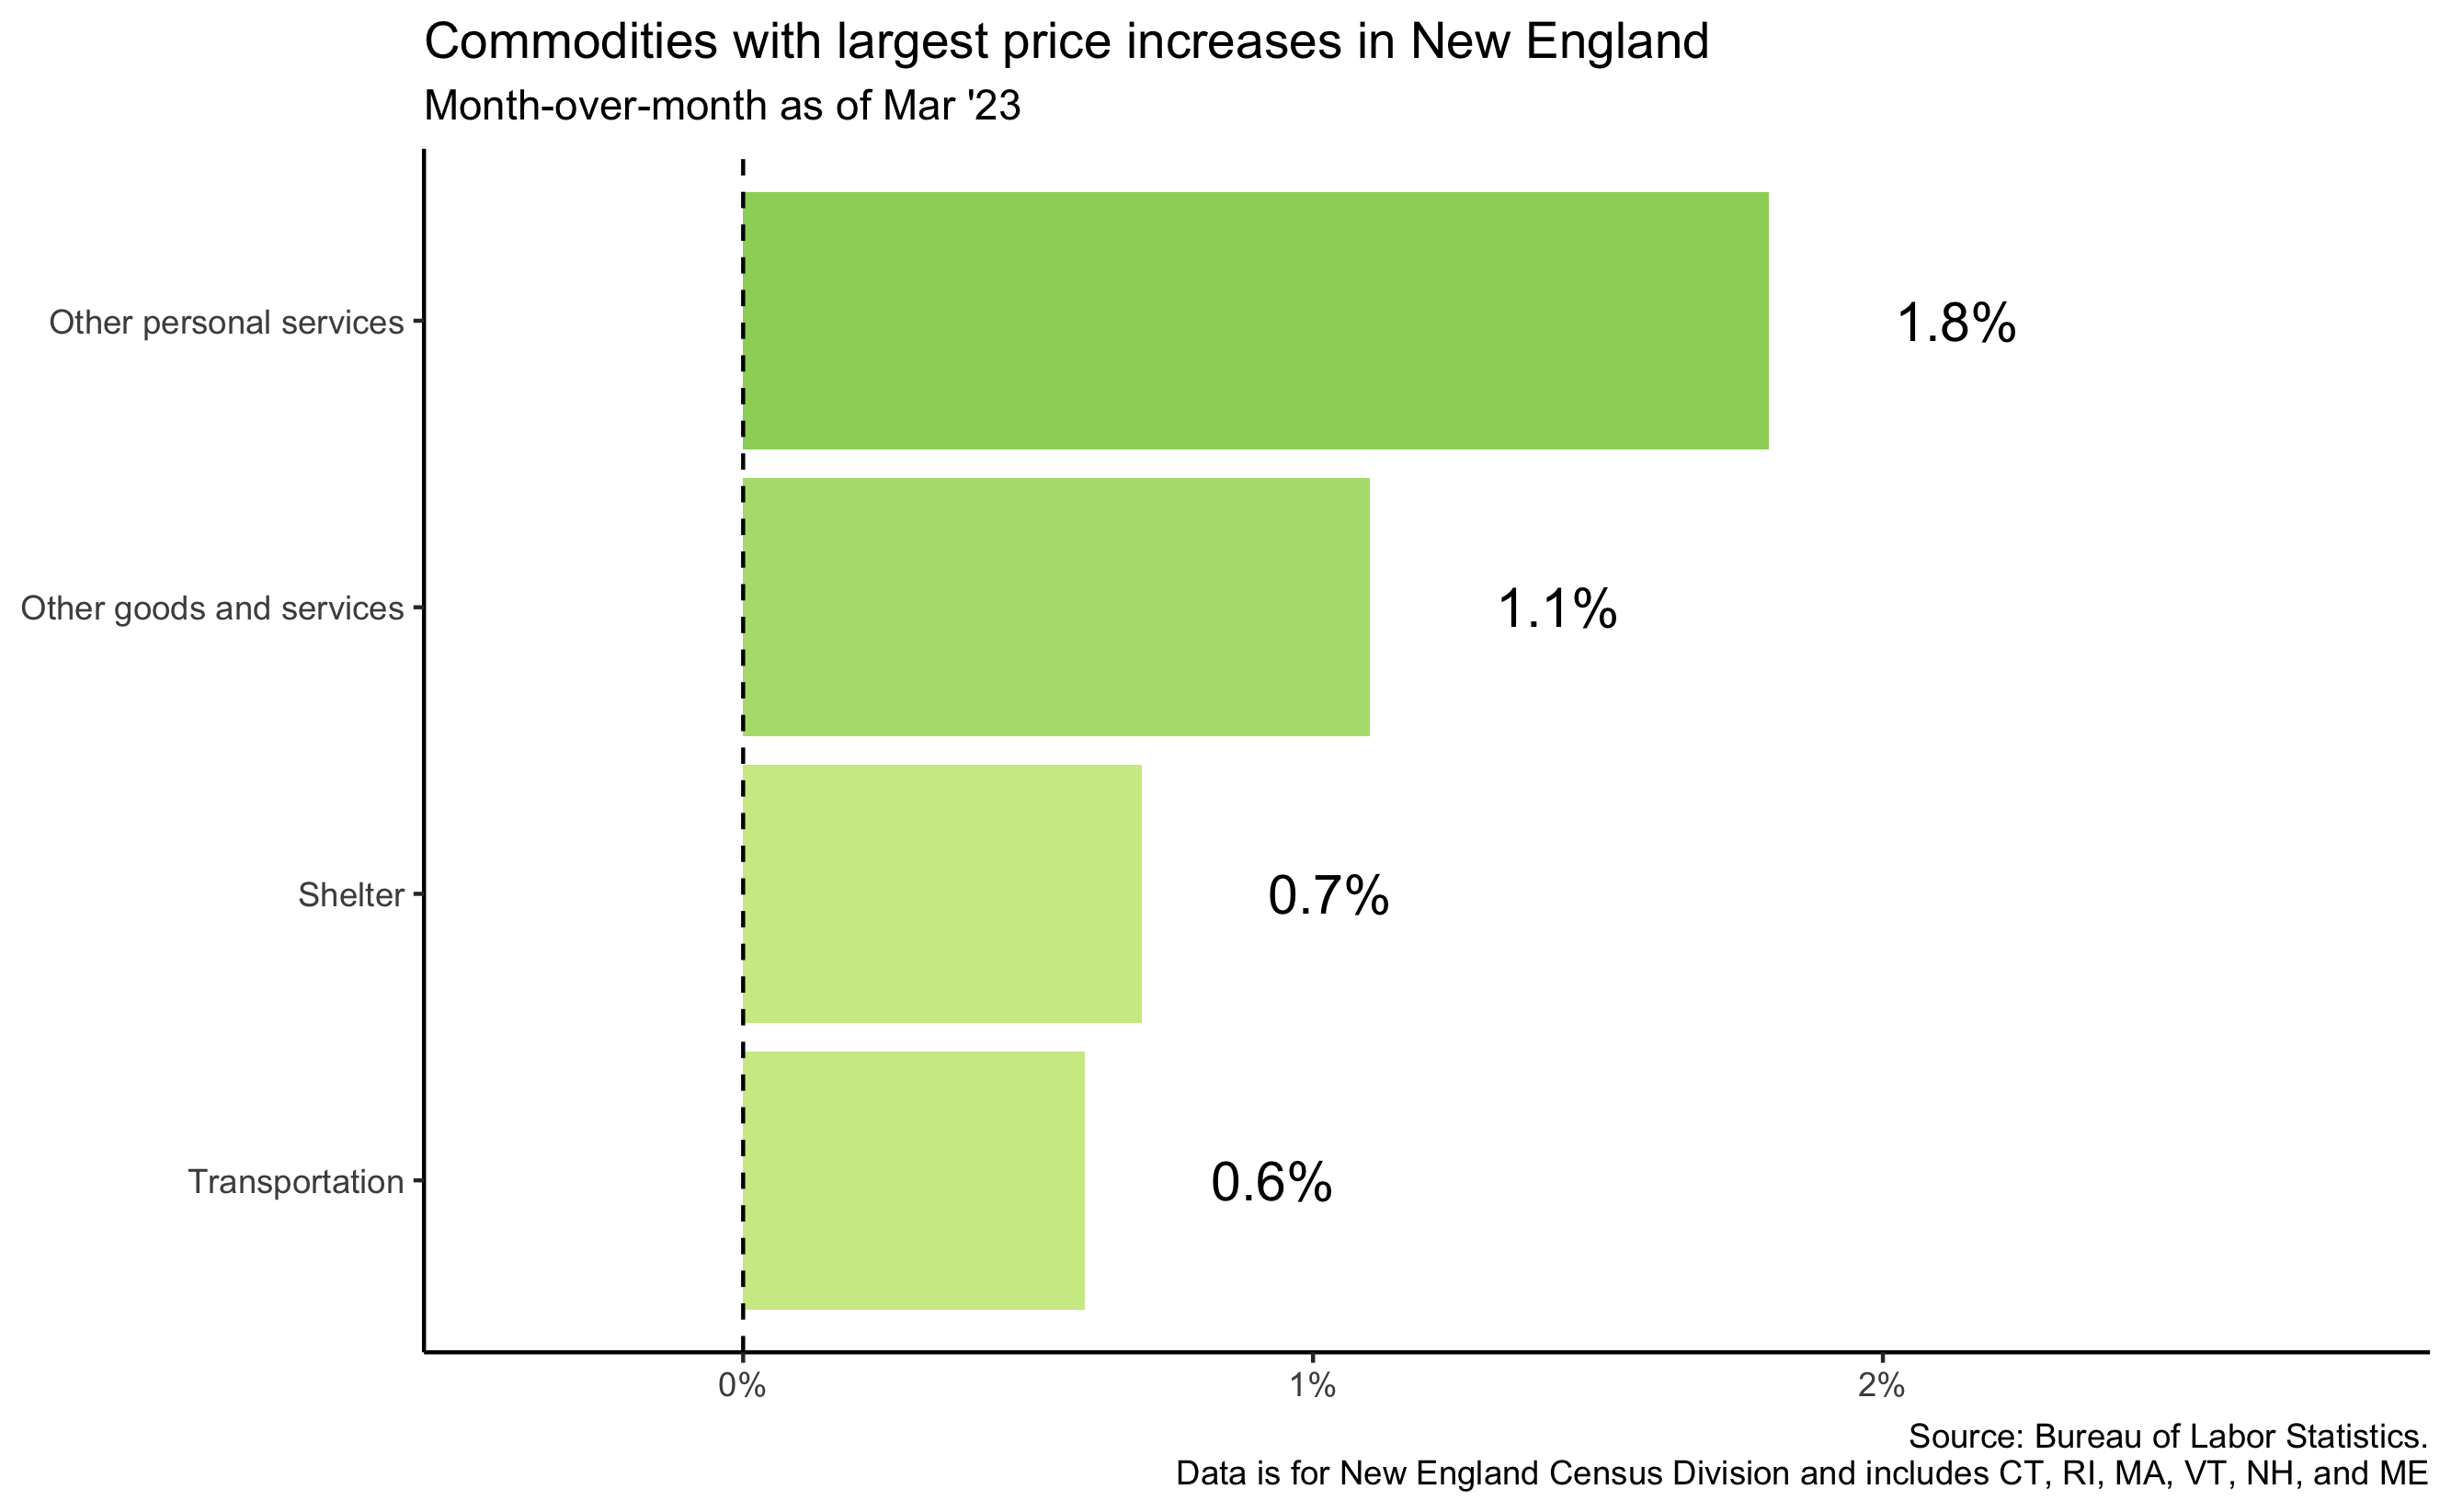 Commodities with largest price increases in New England
Month-over-month as of Mar '23
Other personal services
1.8%
Other goods and services
1.1%
Shelter
0.7%
Transportation
0.6%
0%
1%
2%
Source: Bureau of Labor Statistics.
Data is for New England Census Division and includes CT, RI, MA, VT, NH, and ME